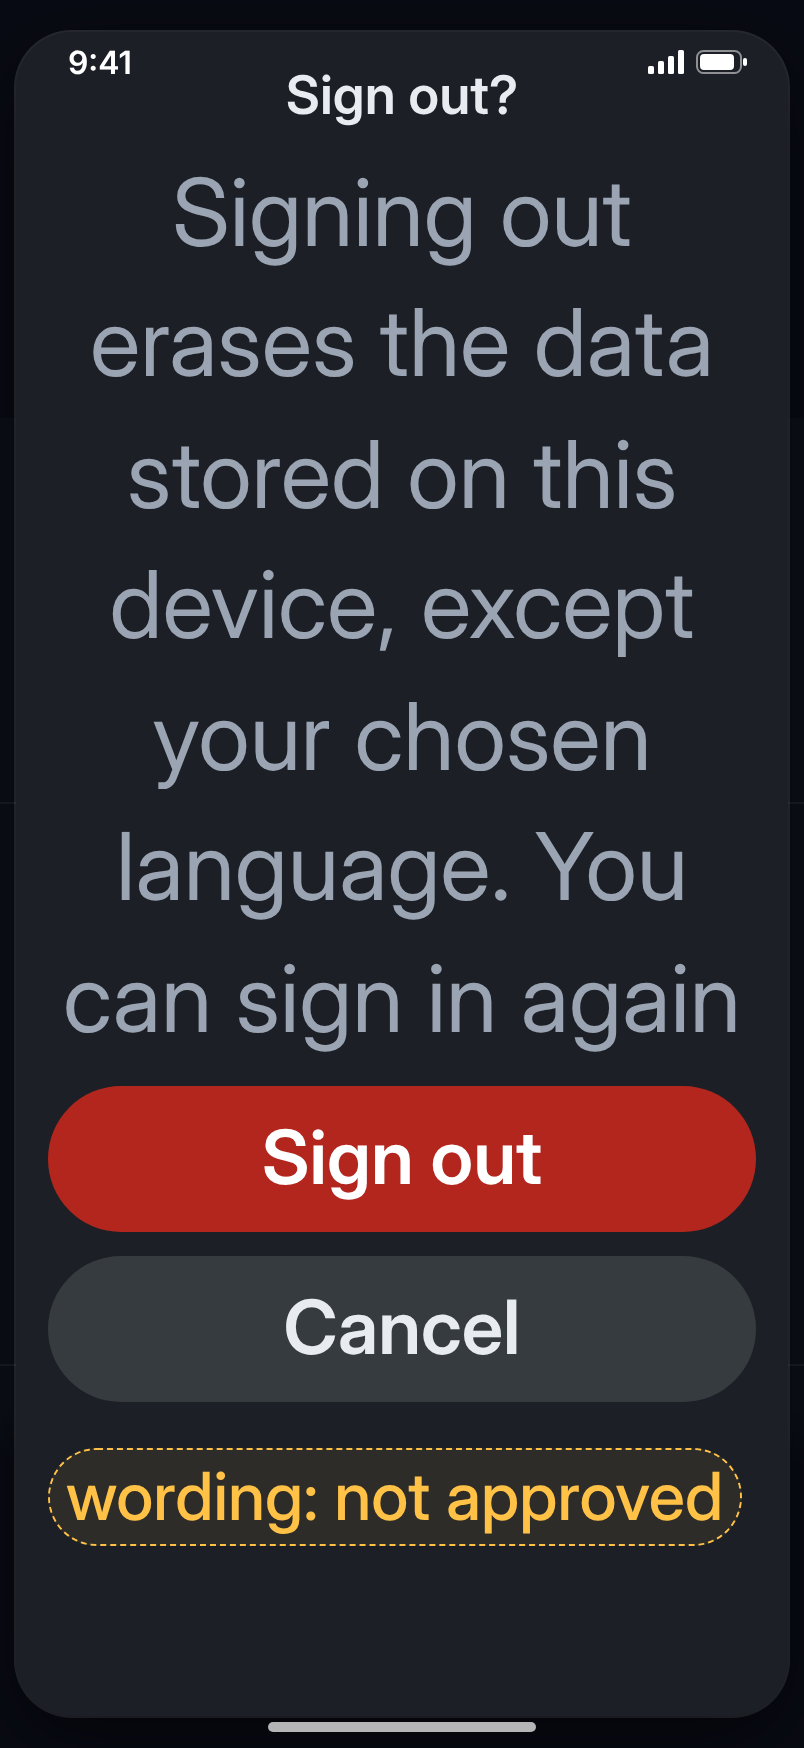 9:41
Sign out?
Signing out
erases the data
stored on this
device, except
your chosen
language. You
can sign in again
Sign out
Cancel
wording: not approved